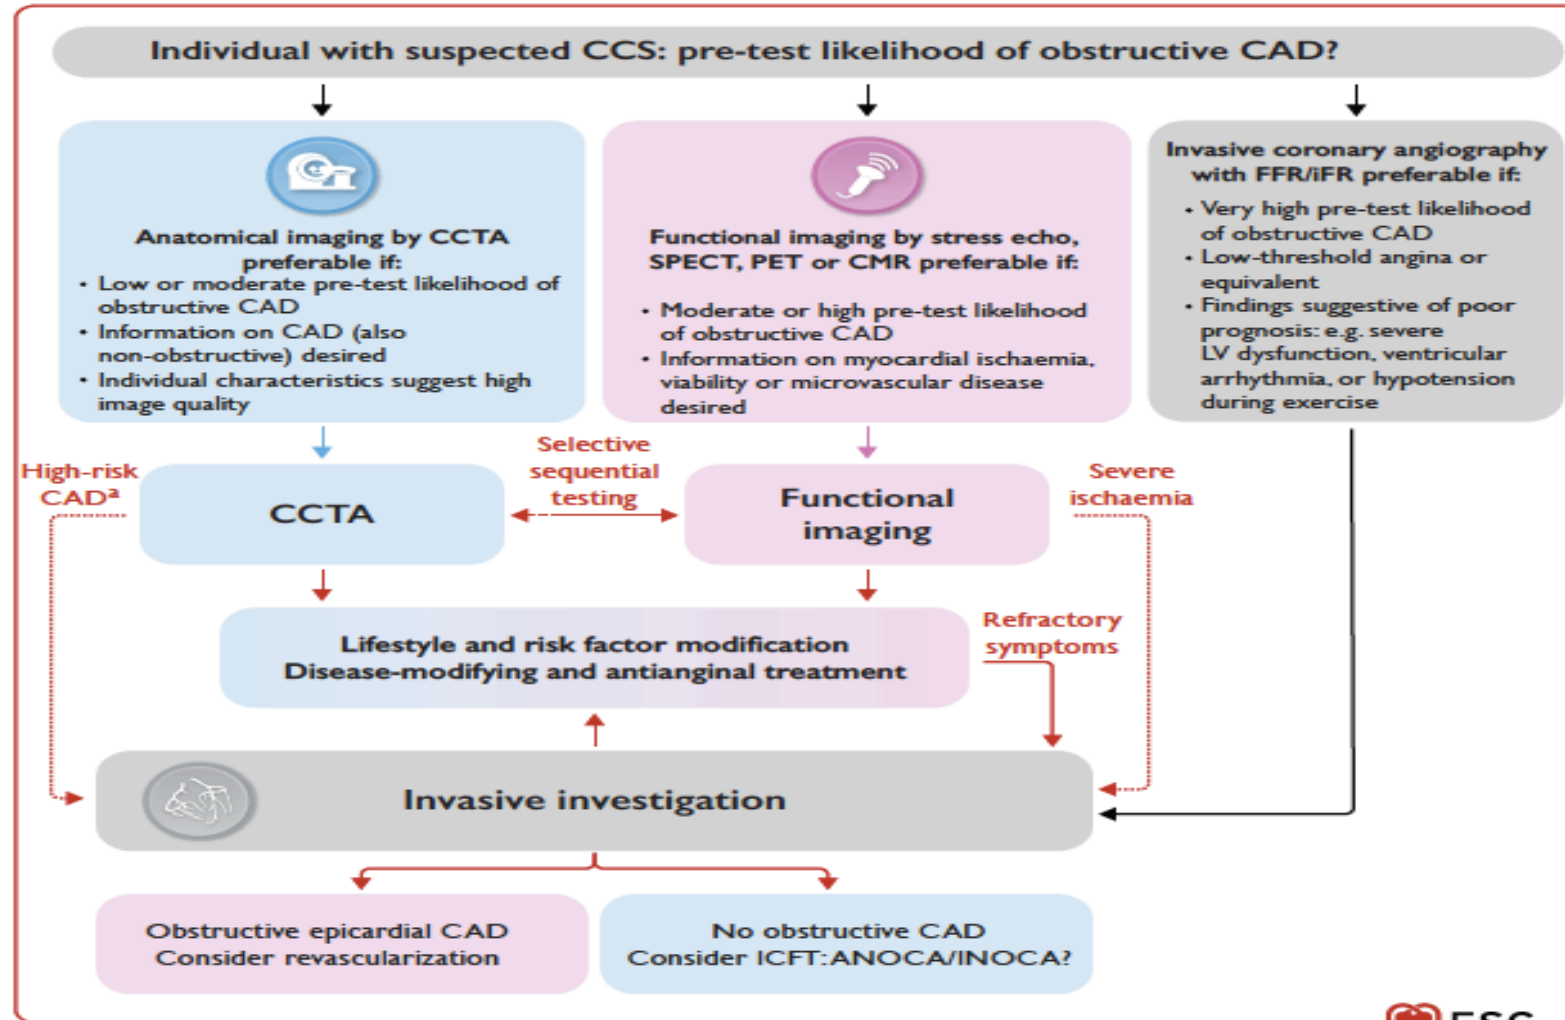 Individual with suspected CCS: pre-test likelihood of obstructive CAD?
Anatomical imaging by CCTA
preferable if:
• Low or moderate pre-test likelihood of
obstructive CAD
• Information on CAD (also
non-obstructive) desired
• Individual characteristics suggest high
image quality
Functional imaging by stress echo,
SPECT, PET or CMR preferable if:
• Moderate or high pre-test likelihood
of obstructive CAD
• Information on myocardial ischaemia,
viability or microvascular disease
desired
Invasive coronary angiography
with FFR/iFR preferable if:
• Very high pre-test likelihood
of obstructive CAD
• Low-threshold angina or
equivalent
• Findings suggestive of poor
prognosis: e.g. severe
LV dysfunction, ventricular
arrhythmia, or hypotension
during exercise
High-risk
CADᵃ
CCTA
Selective
sequential
testing
Functional
imaging
Severe
ischaemia
Lifestyle and risk factor modification
Disease-modifying and antianginal treatment
Refractory
symptoms
Invasive investigation
Obstructive epicardial CAD
Consider revascularization
No obstructive CAD
Consider ICFT: ANOCA/INOCA?
ESC